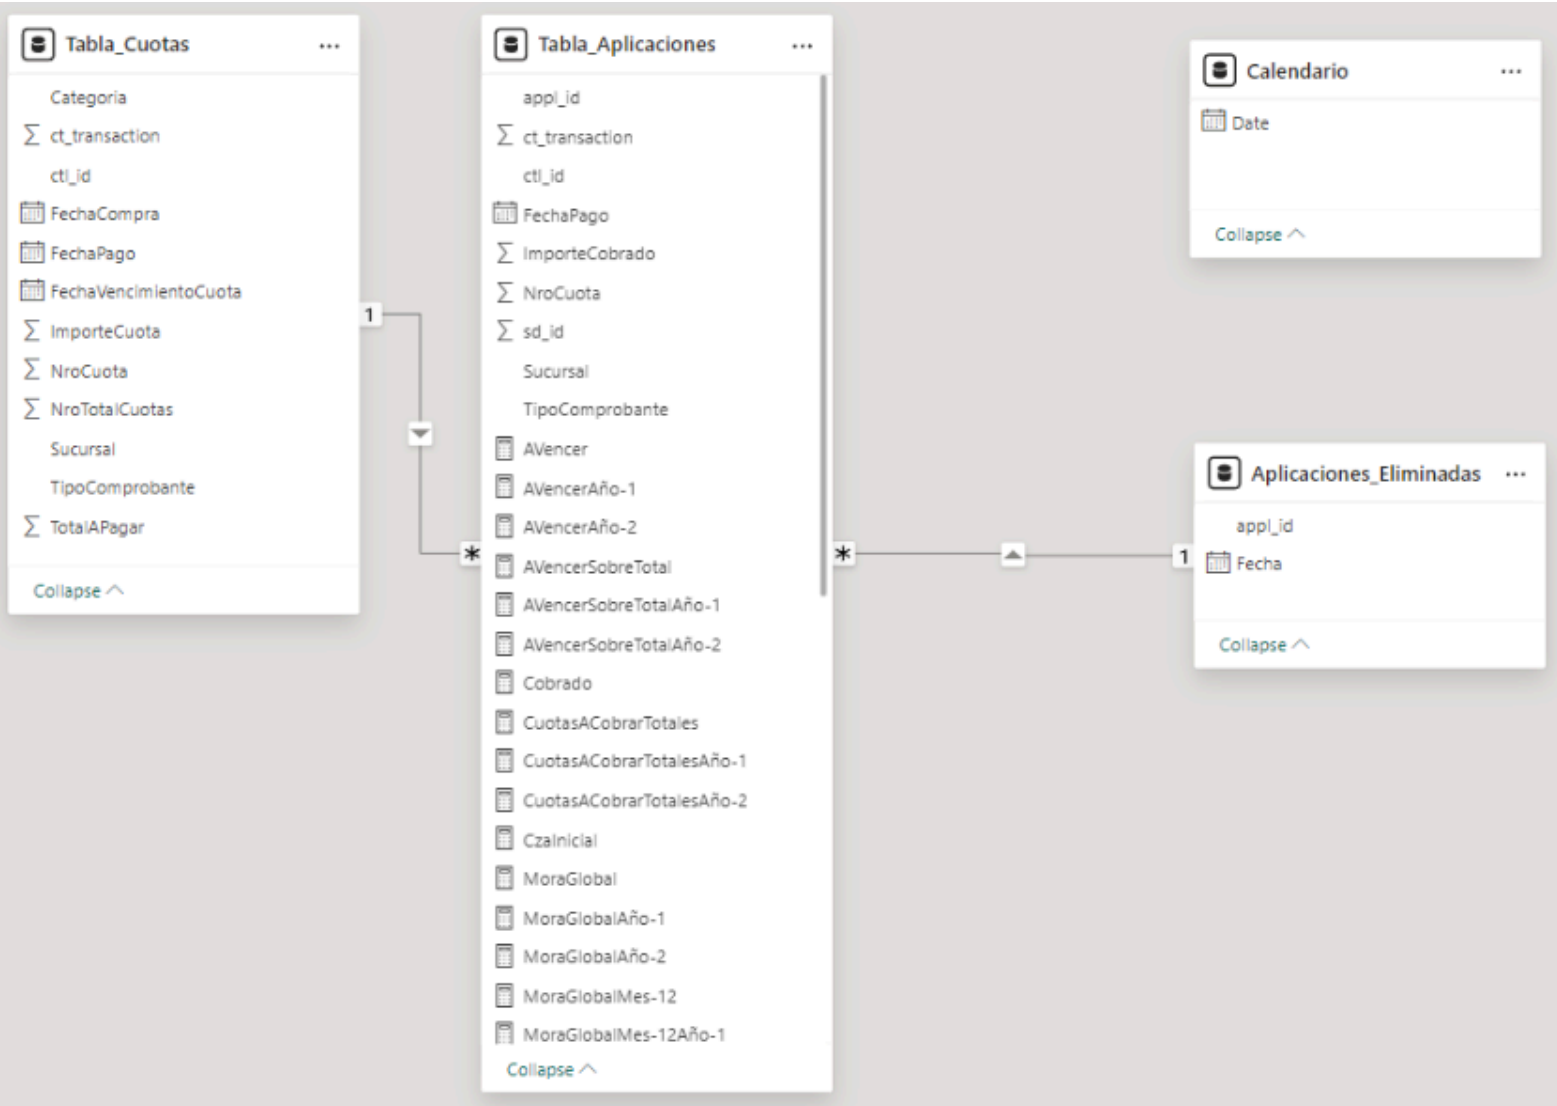 Tabla_Cuotas
Categoria
ct_transaction
ctl_id
FechaCompra
FechaPago
FechaVencimientoCuota
ImporteCuota
NroCuota
NroTotalCuotas
Sucursal
TipoComprobante
TotalAPagar
Collapse
1
*
Tabla_Aplicaciones
appl_id
ct_transaction
ctl_id
FechaPago
ImporteCobrado
NroCuota
sd_id
Sucursal
TipoComprobante
AVencer
AVencerAño-1
AVencerAño-2
AVencerSobreTotal
AVencerSobreTotalAño-1
AVencerSobreTotalAño-2
Cobrado
CuotasACobrarTotales
CuotasACobrarTotalesAño-1
CuotasACobrarTotalesAño-2
CzaInicial
MoraGlobal
MoraGlobalAño-1
MoraGlobalAño-2
MoraGlobalMes-12
MoraGlobalMes-12Año-1
Collapse
*
1
Calendario
Date
Collapse
Aplicaciones_Eliminadas
appl_id
Fecha
Collapse